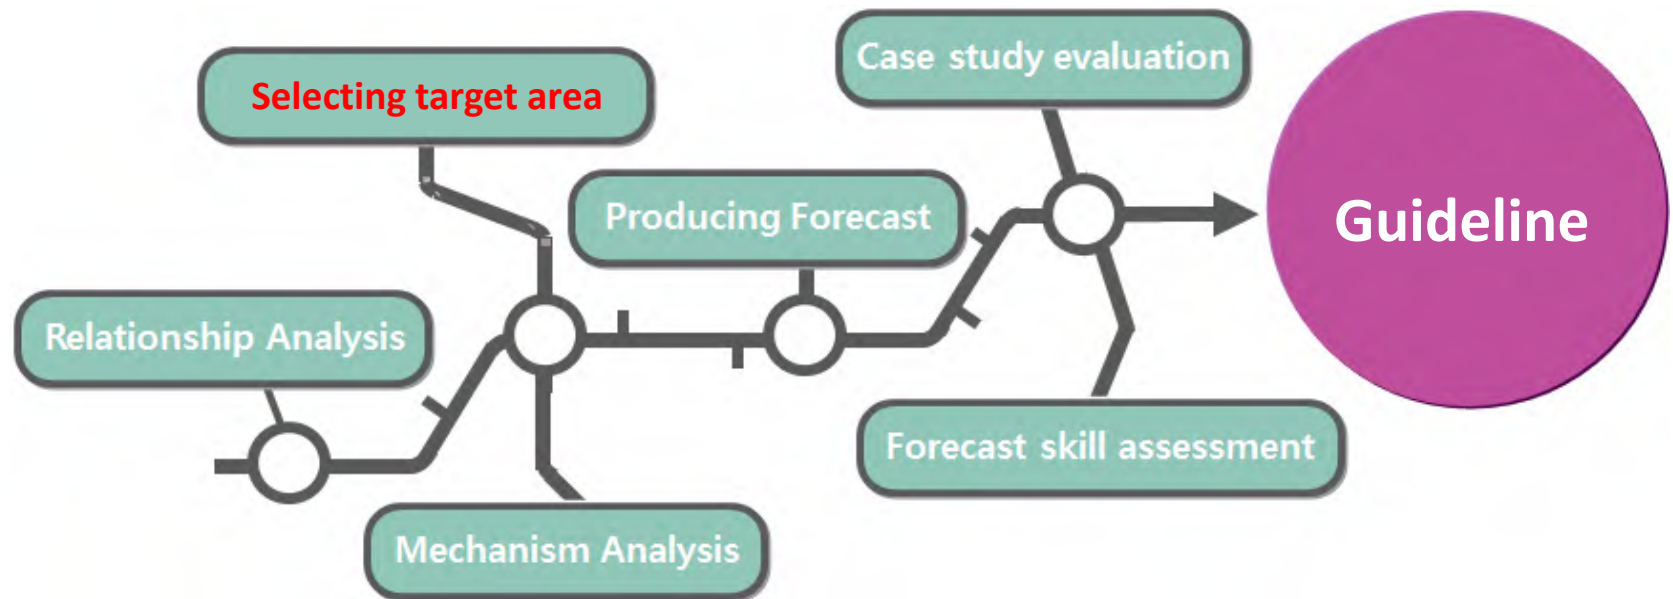 Case study evaluation
Selecting target area
Producing Forecast
Guideline
Relationship Analysis
Forecast skill assessment
Mechanism Analysis